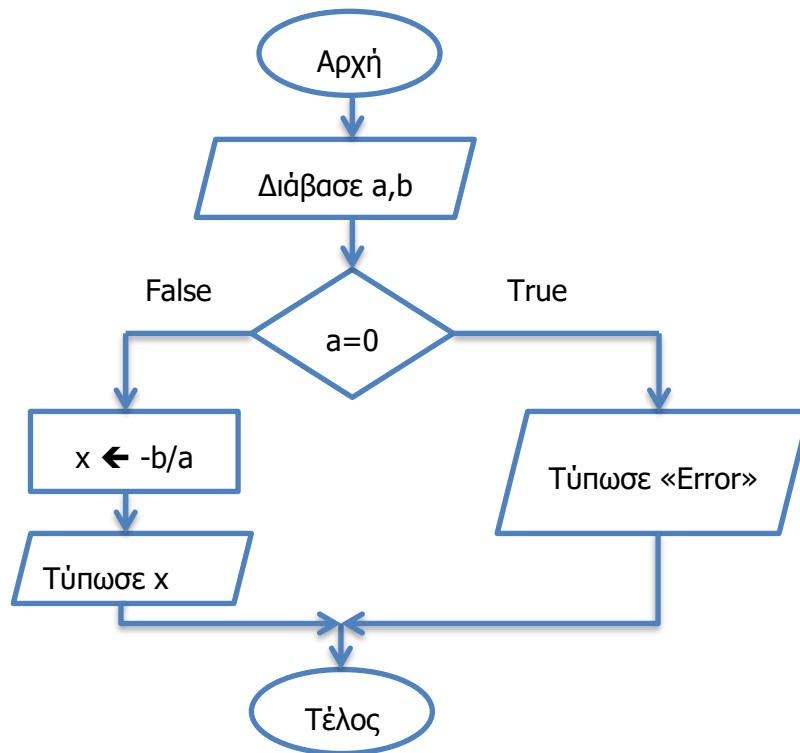 Αρχή
Διάβασε a,b
False
True
a=0
x 🡸 -b/a
Τύπωσε «Error»
Τύπωσε x
Τέλος